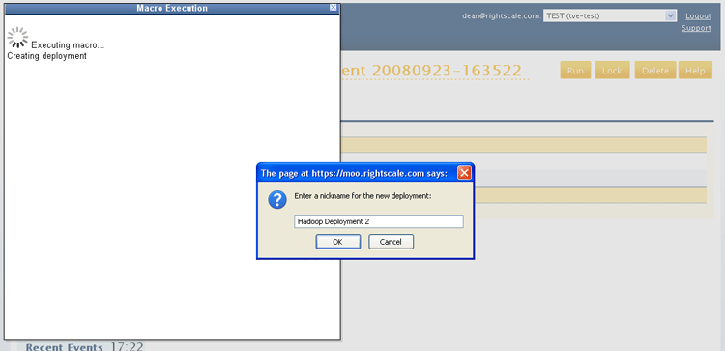 Macro Execution
dean@rightscale.com: TEST (tve-test) Logout
Support
Executing macro...
Creating deployment
ent 20080923-163522 Run Lock Delete Help
The page at https://moo.rightscale.com says:
Enter a nickname for the new deployment:
Hadoop Deployment 2
OK Cancel
Recent Events 17:22